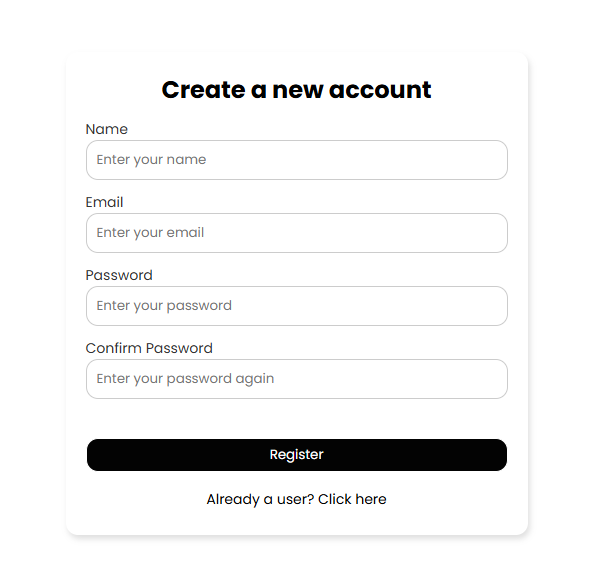 Create a new account
Name
Enter your name
Email
Enter your email
Password
Enter your password
Confirm Password
Enter your password again
Register
Already a user? Click here